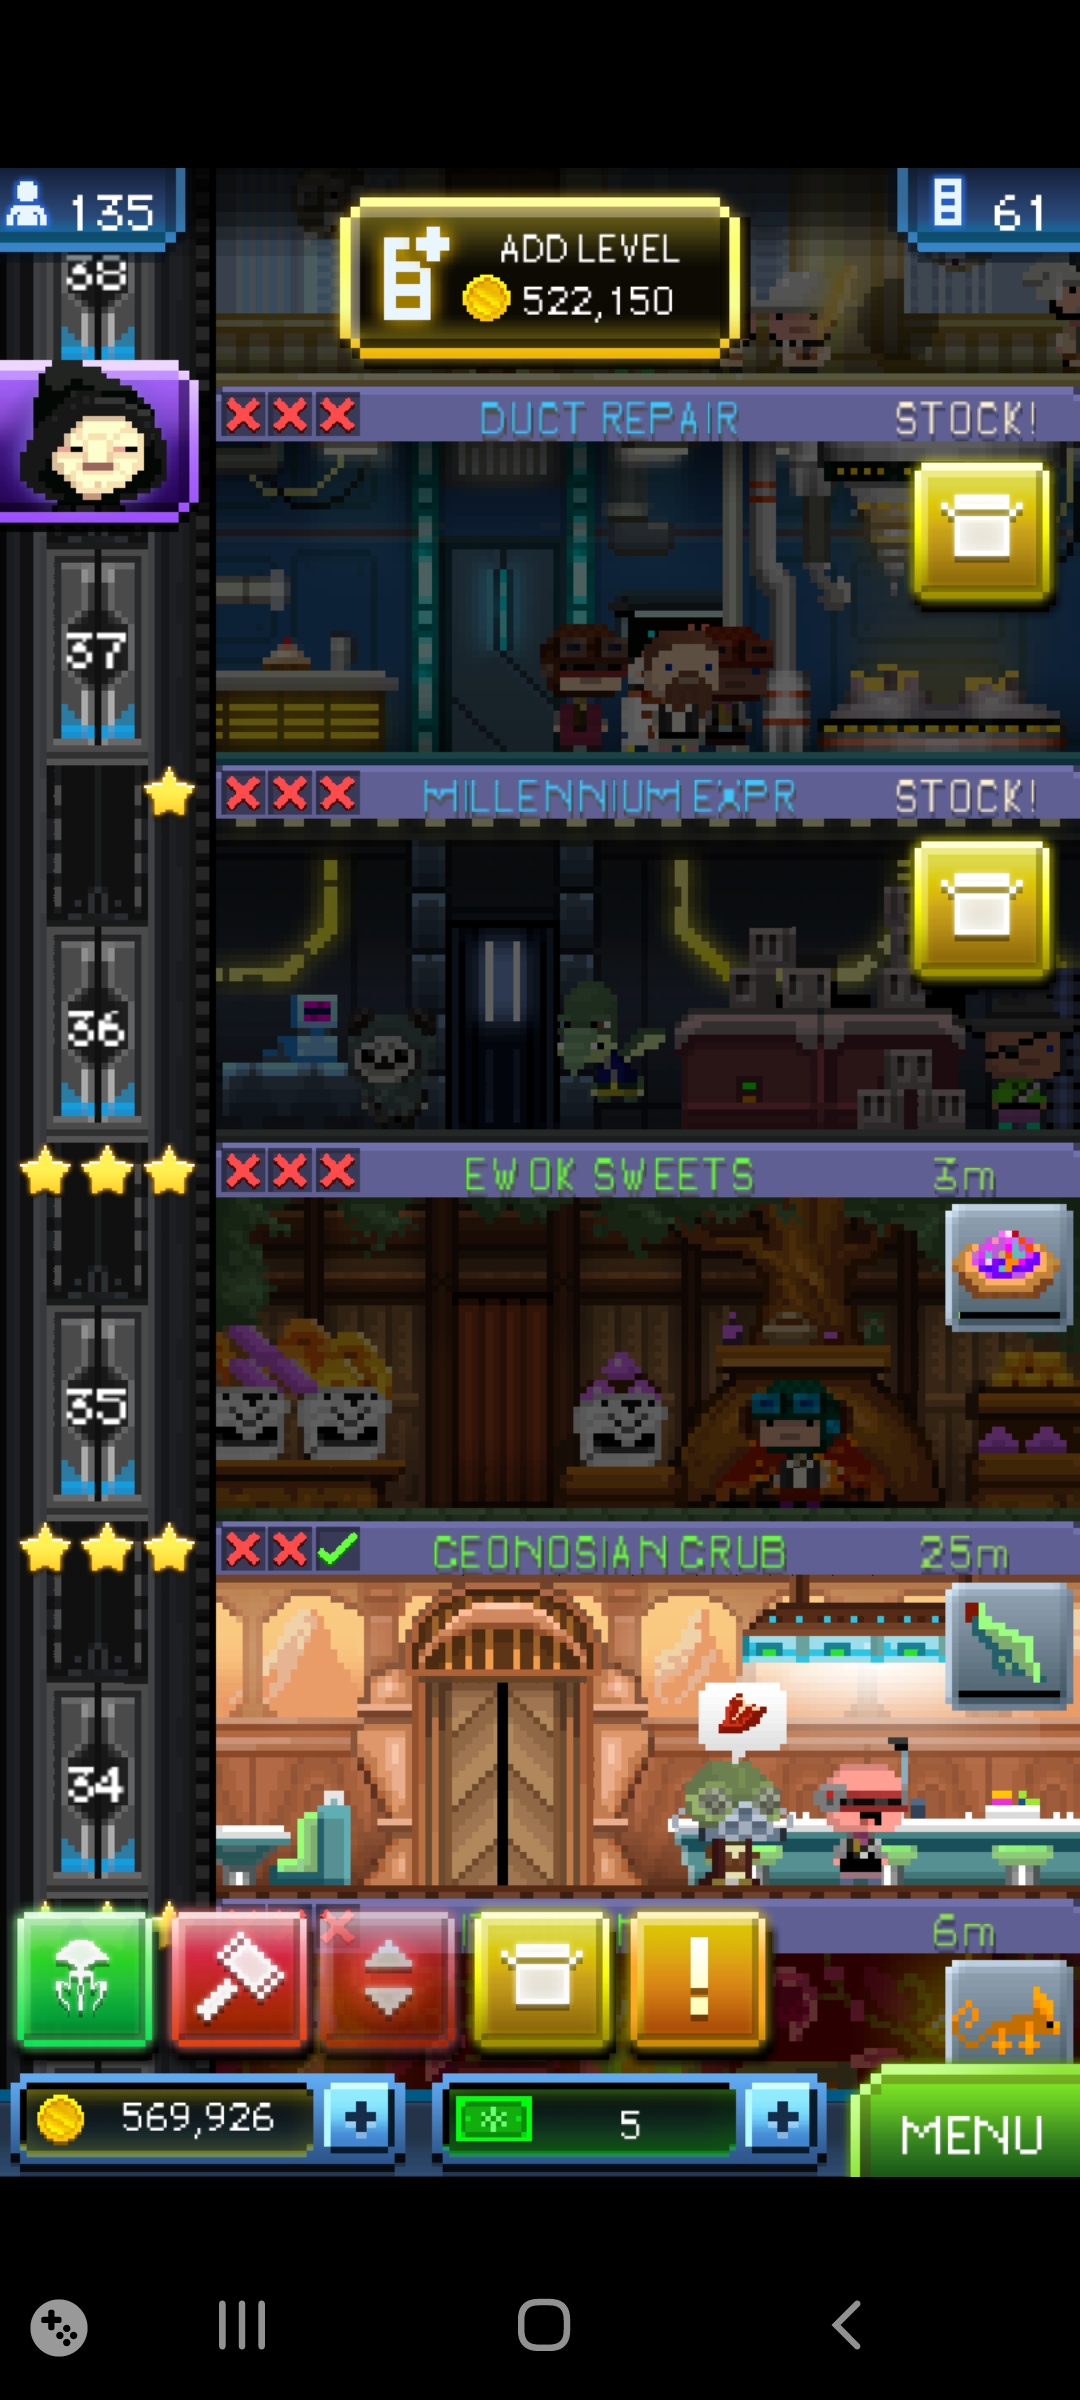 135
ADD LEVEL
522,150
61
38
DUCT REPAIR
STOCK!
37
MILLENNIUM EXPR
STOCK!
36
EWOK SWEETS
3m
35
GEONOSIAN GRUB
25m
34
6m
569,926
5
MENU